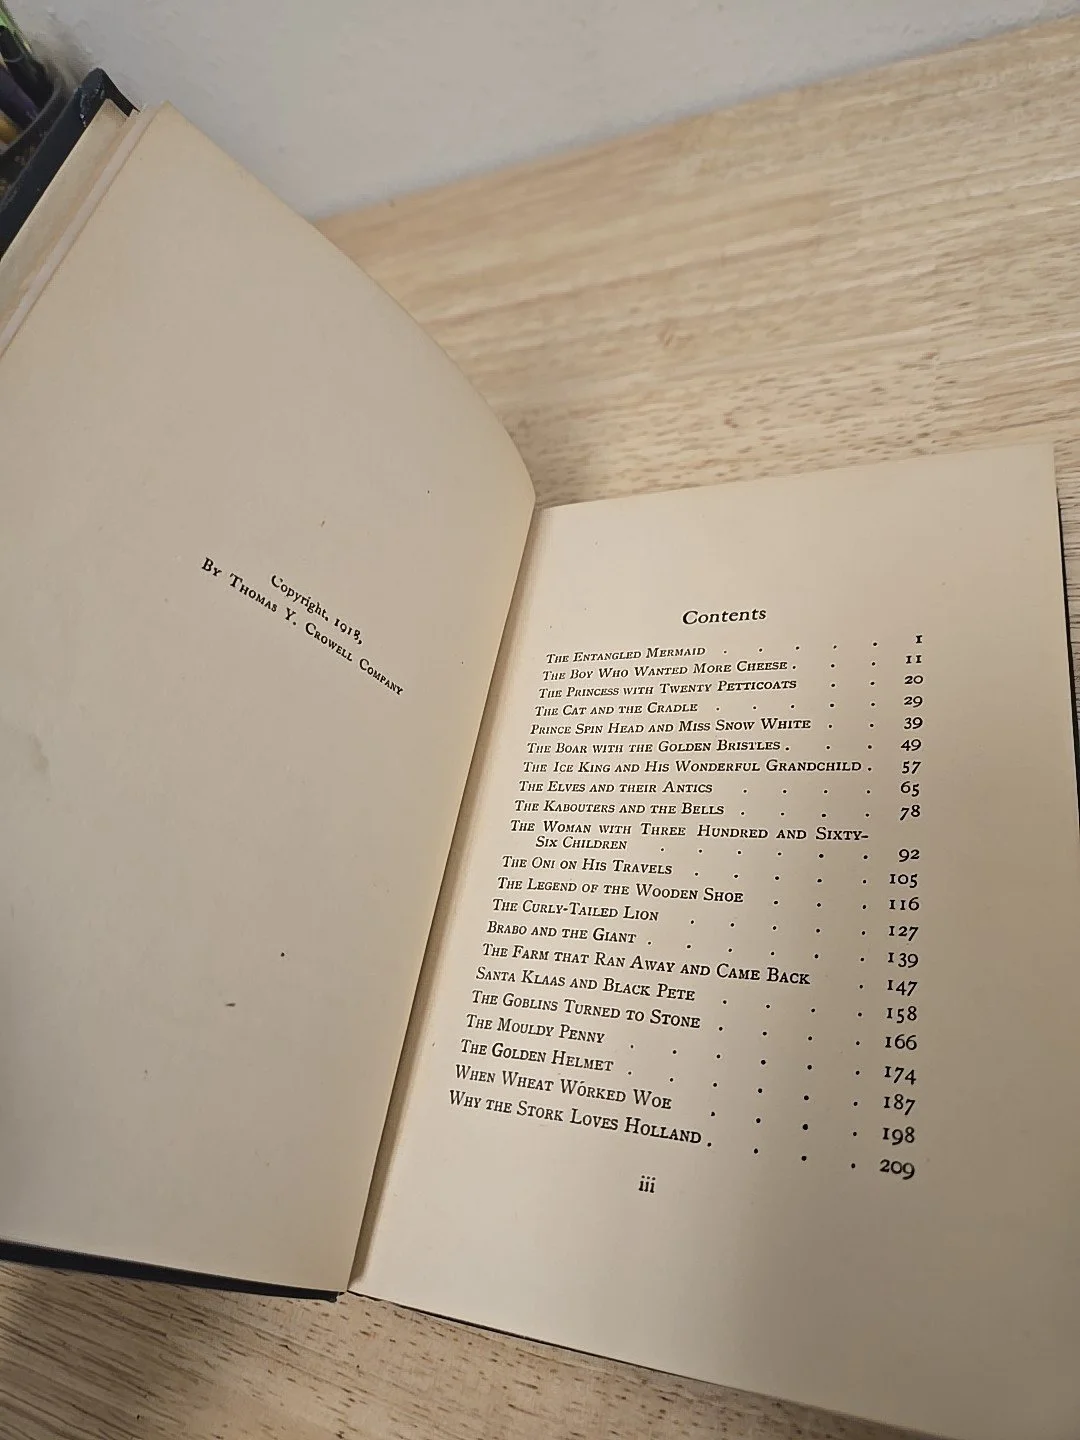 Copyright, 1918,
By Thomas Y. Crowell Company
Contents
The Entangled Mermaid . . . . . 1
The Boy Who Wanted More Cheese . . . 11
The Princess with Twenty Petticoats . . 20
The Cat and the Cradle . . . . . 29
Prince Spin Head and Miss Snow White . . 39
The Boar with the Golden Bristles . . . 49
The Ice King and His Wonderful Grandchild . 57
The Elves and their Antics . . . . 65
The Kabouters and the Bells . . . . 78
The Woman with Three Hundred and Sixty-
Six Children . . . . . . 92
The Oni on His Travels . . . . . 105
The Legend of the Wooden Shoe . . . 116
The Curly-Tailed Lion . . . . . 127
Brabo and the Giant . . . . . . 139
The Farm that Ran Away and Came Back . 147
Santa Klaas and Black Pete . . . . 158
The Goblins Turned to Stone . . . . 166
The Mouldy Penny . . . . . . 174
The Golden Helmet . . . . . . 187
When Wheat Worked Woe . . . . 198
Why the Stork Loves Holland . . . . 209
iii